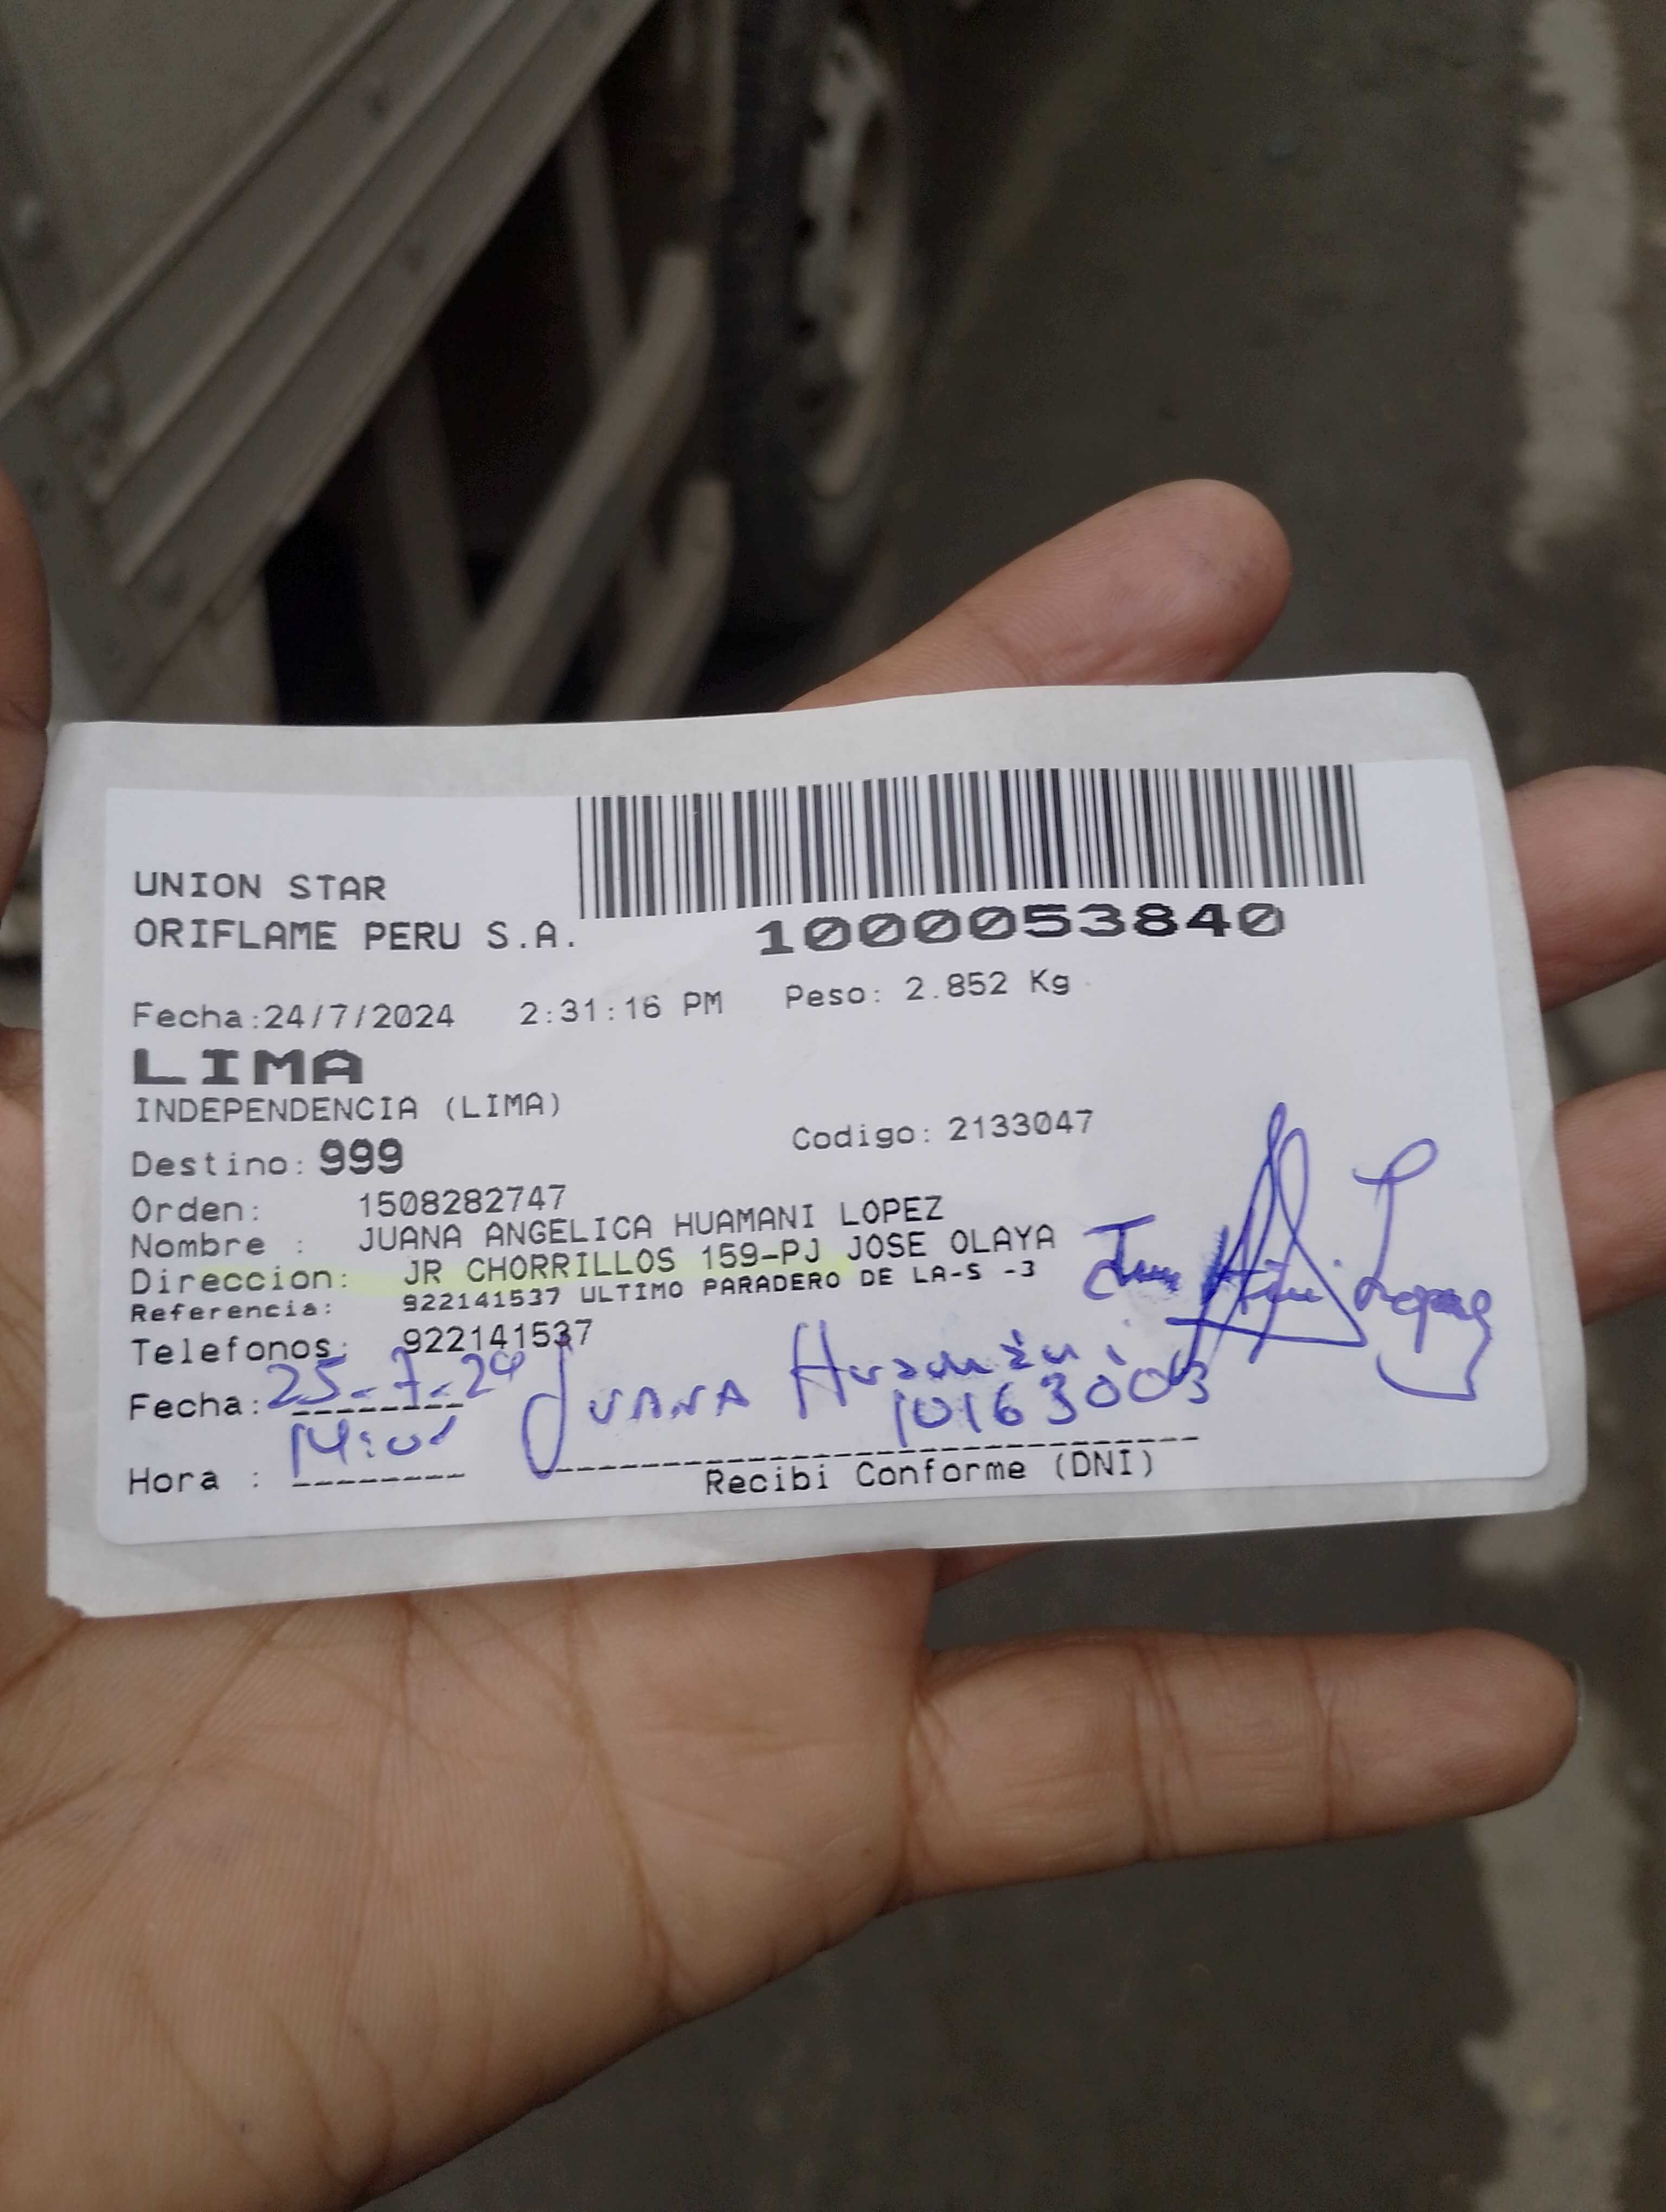 UNION STAR
ORIFLAME PERU S.A.
1000053840
Fecha:24/7/2024 2:31:16 PM Peso: 2.852 Kg
LIMA
INDEPENDENCIA (LIMA)
Destino: 999 Codigo: 2133047
Orden: 1508282747
Nombre : JUANA ANGELICA HUAMANI LOPEZ
Direccion: JR CHORRILLOS 159-PJ JOSE OLAYA
Referencia: 922141537 ULTIMO PARADERO DE LA-S -3
Telefonos: 922141537
Fecha: 25-7-24 JUANA Huamani
10163003
Hora :
Recibi Conforme (DNI)
Lopez